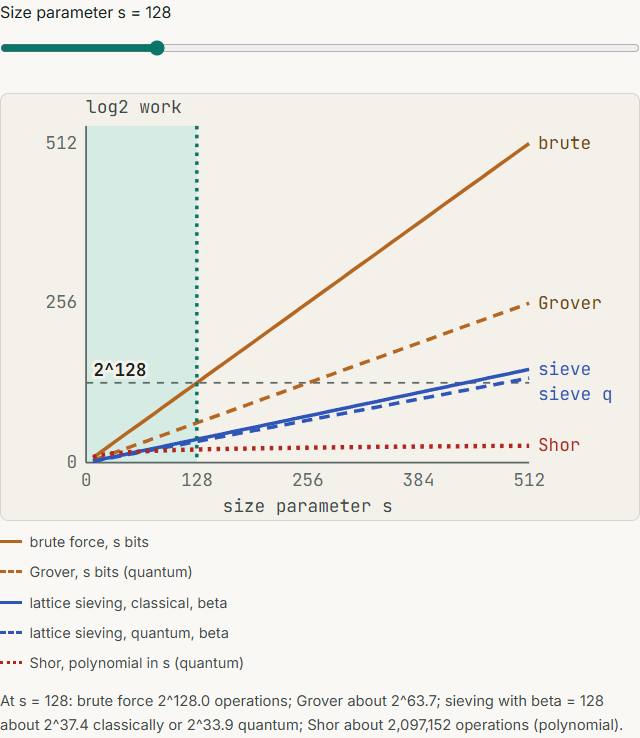 Size parameter s = 128
log2 work
512
brute
256
Grover
2^128
sieve
sieve q
Shor
0
0 128 256 384 512
size parameter s
brute force, s bits
Grover, s bits (quantum)
lattice sieving, classical, beta
lattice sieving, quantum, beta
Shor, polynomial in s (quantum)
At s = 128: brute force 2^128.0 operations; Grover about 2^63.7; sieving with beta = 128
about 2^37.4 classically or 2^33.9 quantum; Shor about 2,097,152 operations (polynomial).